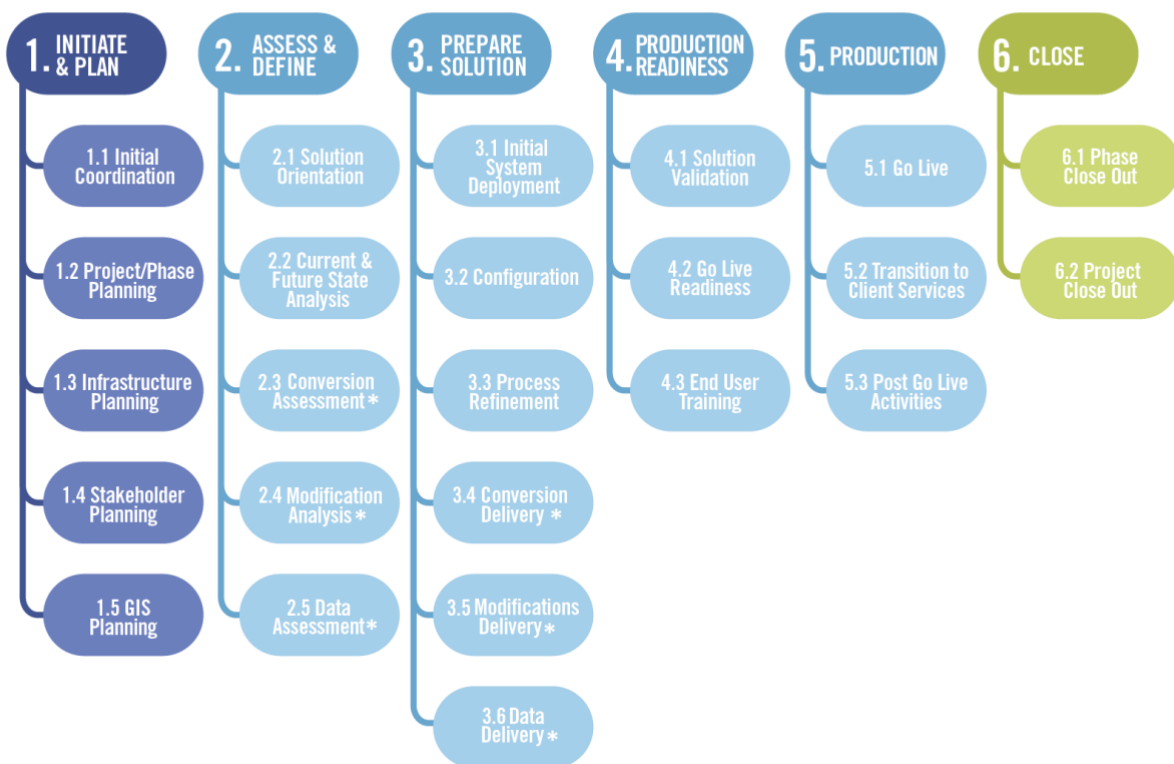 1. INITIATE
& PLAN
1.1 Initial
Coordination
1.2 Project/Phase
Planning
1.3 Infrastructure
Planning
1.4 Stakeholder
Planning
1.5 GIS
Planning
2. ASSESS &
DEFINE
2.1 Solution
Orientation
2.2 Current &
Future State
Analysis
2.3 Conversion
Assessment*
2.4 Modification
Analysis*
2.5 Data
Assessment*
3. PREPARE
SOLUTION
3.1 Initial
System
Deployment
3.2 Configuration
3.3 Process
Refinement
3.4 Conversion
Delivery *
3.5 Modifications
Delivery*
3.6 Data
Delivery*
4. PRODUCTION
READINESS
4.1 Solution
Validation
4.2 Go Live
Readiness
4.3 End User
Training
5. PRODUCTION
5.1 Go Live
5.2 Transition to
Client Services
5.3 Post Go Live
Activities
6. CLOSE
6.1 Phase
Close Out
6.2 Project
Close Out